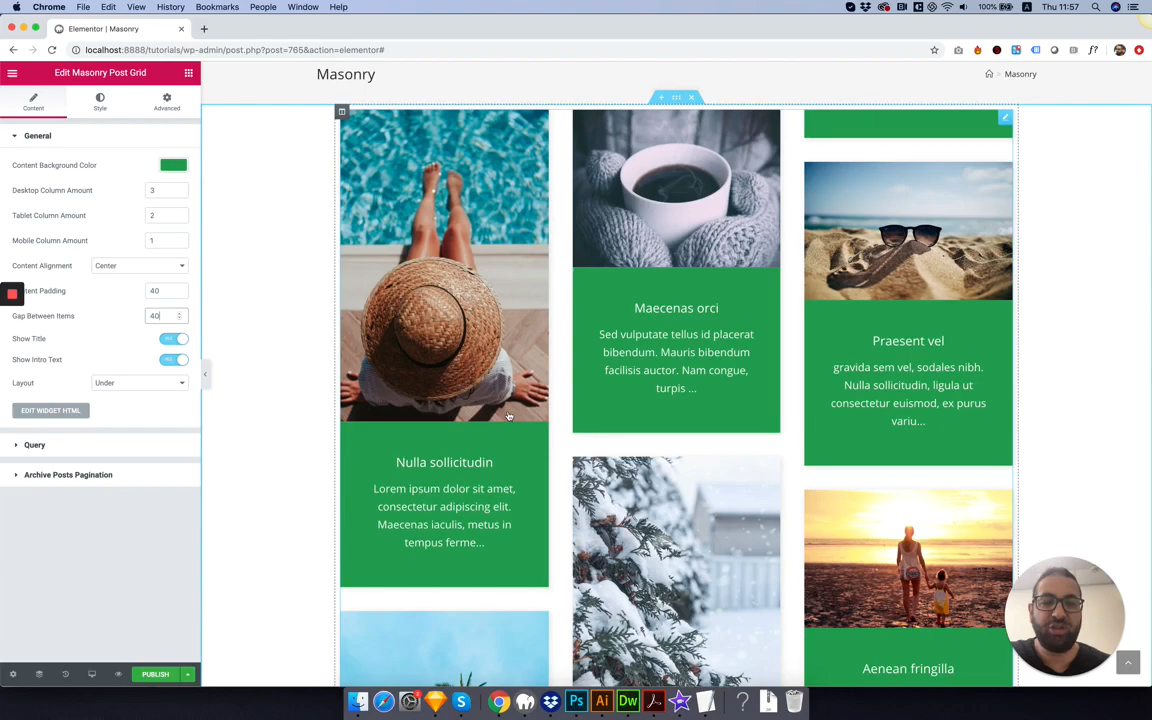 Chrome File Edit View History Bookmarks People Window Help
100% Thu 11:57
Elementor | Masonry
localhost:8888/tutorials/wp-admin/post.php?post=765&action=elementor#
f?
Edit Masonry Post Grid
Masonry
Masonry
Content Style Advanced
General
Content Background Color
Desktop Column Amount 3
Tablet Column Amount 2
Mobile Column Amount 1
Content Alignment Center
tent Padding 40
Gap Between Items 40
Show Title YES
Show Intro Text YES
Layout Under
EDIT WIDGET HTML
Query
Archive Posts Pagination
PUBLISH
Nulla sollicitudin
Lorem ipsum dolor sit amet,
consectetur adipiscing elit.
Maecenas iaculis, metus in
tempus ferme...
Maecenas orci
Sed vulputate tellus id placerat
bibendum. Mauris bibendum
facilisis auctor. Nam congue,
turpis ...
Praesent vel
gravida sem vel, sodales nibh.
Nulla sollicitudin, ligula ut
consectetur euismod, ex purus
variu...
Aenean fringilla
Ps Ai Dw